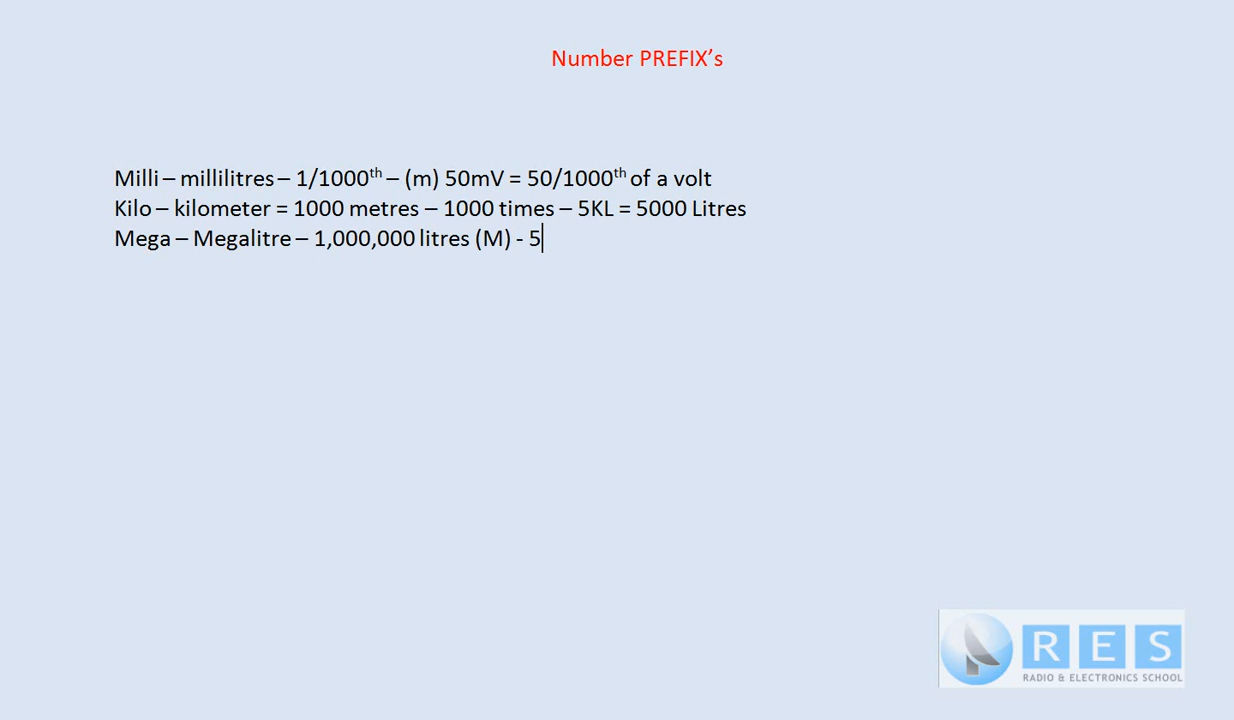 Number PREFIX’s
Milli – millilitres – 1/1000th – (m) 50mV = 50/1000th of a volt
Kilo – kilometer = 1000 metres – 1000 times – 5KL = 5000 Litres
Mega – Megalitre – 1,000,000 litres (M) - 5
RES
RADIO & ELECTRONICS SCHOOL